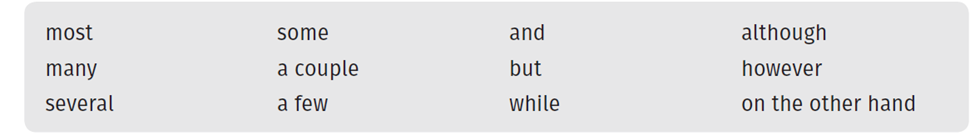 most some and although
many a couple but however
several a few while on the other hand